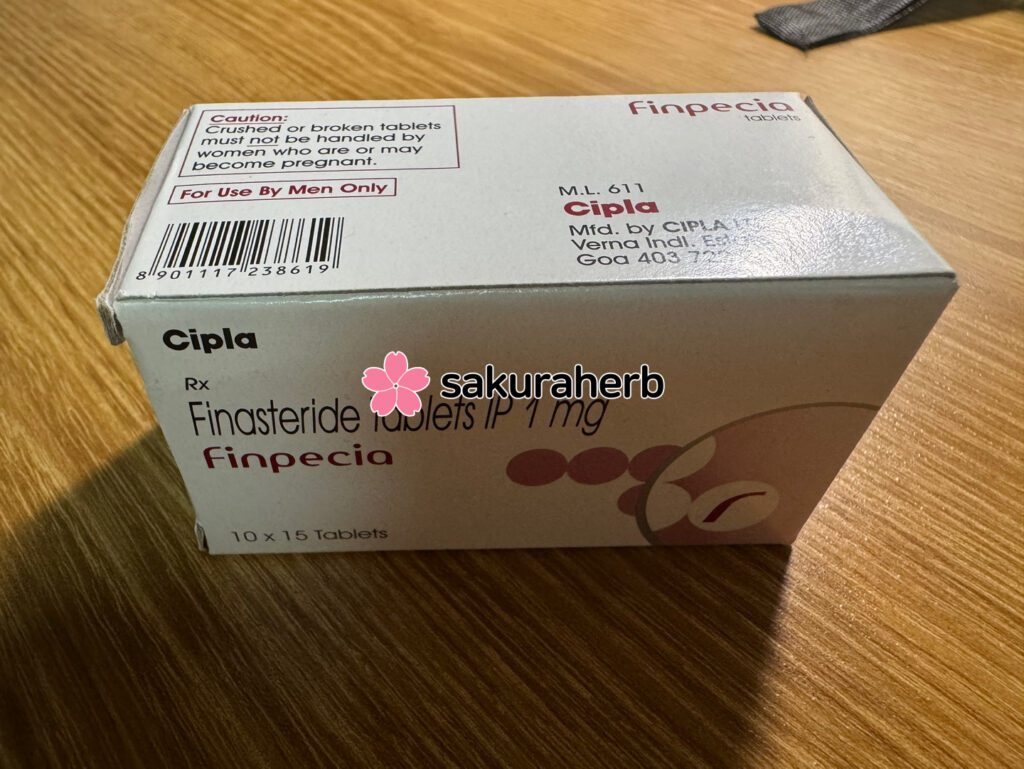 Caution:
Crushed or broken tablets
must not be handled by
women who are or may
become pregnant.
For Use By Men Only
8 901117 238619
Finpecia
tablets
M.L. 611
Cipla
Mfd. by CIPLA
Verna Indl.
Goa 403
Cipla
Rx
sakuraherb
Finasteride Tablets IP 1 mg
Finpecia
10 x 15 Tablets